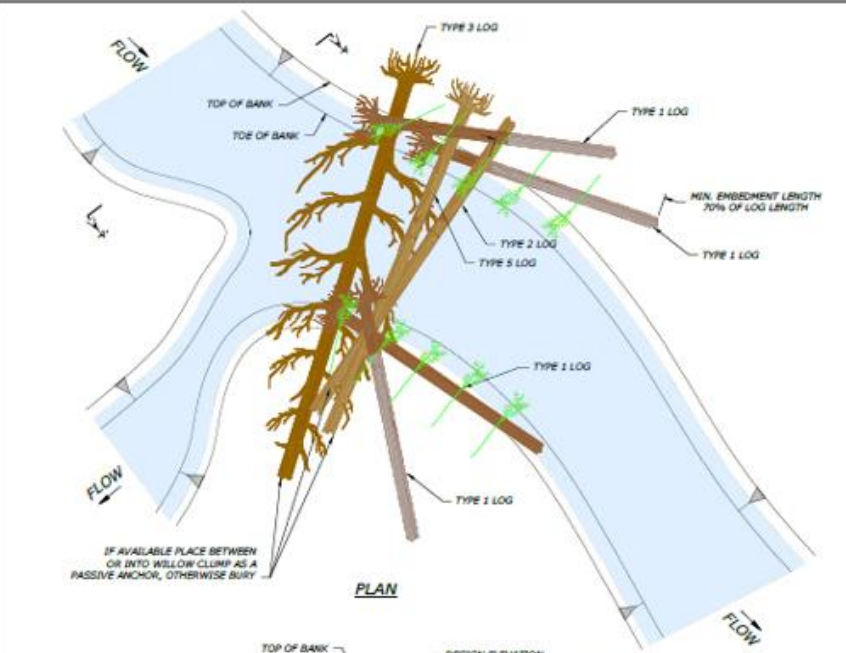 TYPE 3 LOG
FLOW
A
TOP OF BANK
TOE OF BANK
TYPE 1 LOG
MIN. EMBEDMENT LENGTH
70% OF LOG LENGTH
TYPE 1 LOG
TYPE 2 LOG
TYPE 5 LOG
TYPE 1 LOG
FLOW
TYPE 1 LOG
IF AVAILABLE PLACE BETWEEN
OR INTO WILLOW CLUMP AS A
PASSIVE ANCHOR, OTHERWISE BURY
PLAN
FLOW
TOP OF BANK
DESIGN ELEVATION